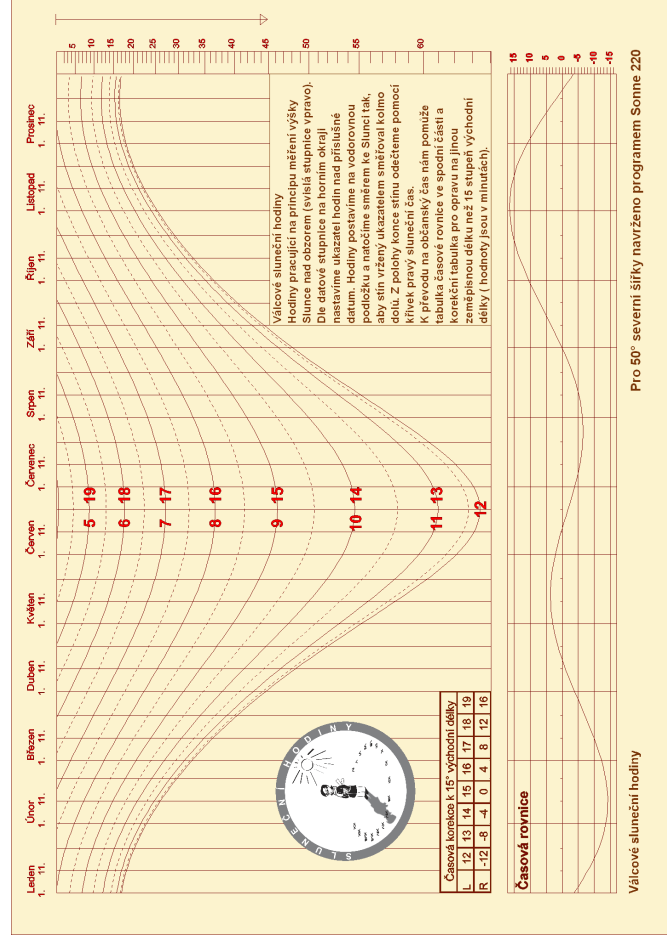 Leden Únor Březen Duben Květen Červen Červenec Srpen Září Říjen Listopad Prosinec
1. 11. 1. 11. 1. 11. 1. 11. 1. 11. 1. 11. 1. 11. 1. 11. 1. 11. 1. 11. 1. 11. 1. 11.
5
10
15
20
25
30
35
40
45
50
55
60
5 19
6 18
7 17
8 16
9 15
10 14
11 13
12
SLUNEČNÍ HODINY
Válcové sluneční hodiny
Hodiny pracující na principu měření výšky
Slunce nad obzorem (svislá stupnice vpravo).
Dle datové stupnice na horním okraji
nastavíme ukazatel hodin nad příslušné
datum. Hodiny postavíme na vodorovnou
podložku a natočíme směrem ke Slunci tak,
aby stín vržený ukazatelem směřoval kolmo
dolů. Z polohy konce stínu odečteme pomocí
křivek pravý sluneční čas.
K převodu na občanský čas nám pomůže
tabulka časové rovnice ve spodní části a
korekční tabulka pro opravu na jinou
zeměpisnou délku než 15 stupeň východní
délky ( hodnoty jsou v minutách).
Časová korekce k 15° východní délky
L 12 13 14 15 16 17 18 19
R -12 -8 -4 0 4 8 12 16
Časová rovnice
15
10
5
0
-5
-10
-15
Válcové sluneční hodiny
Pro 50° severní šířky navrženo programem Sonne 220